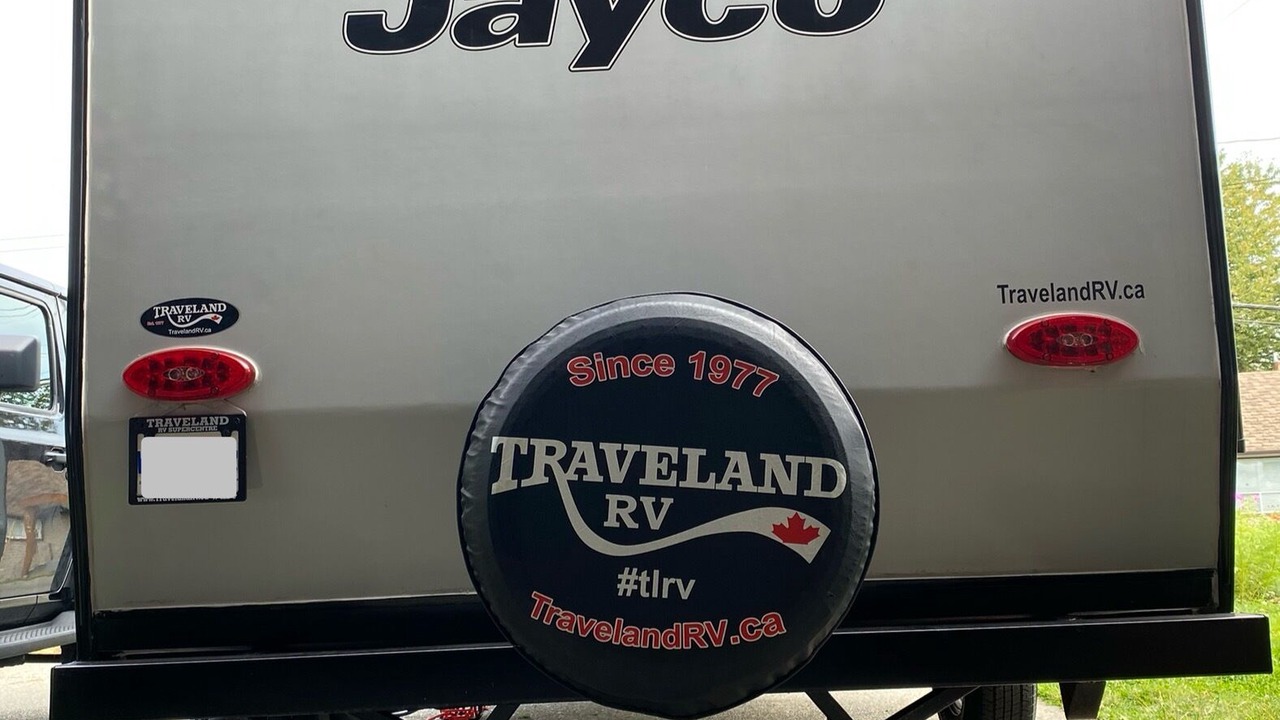 Jayco
TRAVELAND
RV
TravelandRV.ca
TravelandRV.ca
TRAVELAND
RV SUPERCENTRE
Since 1977
TRAVELAND
RV
#tlrv
TravelandRV.ca